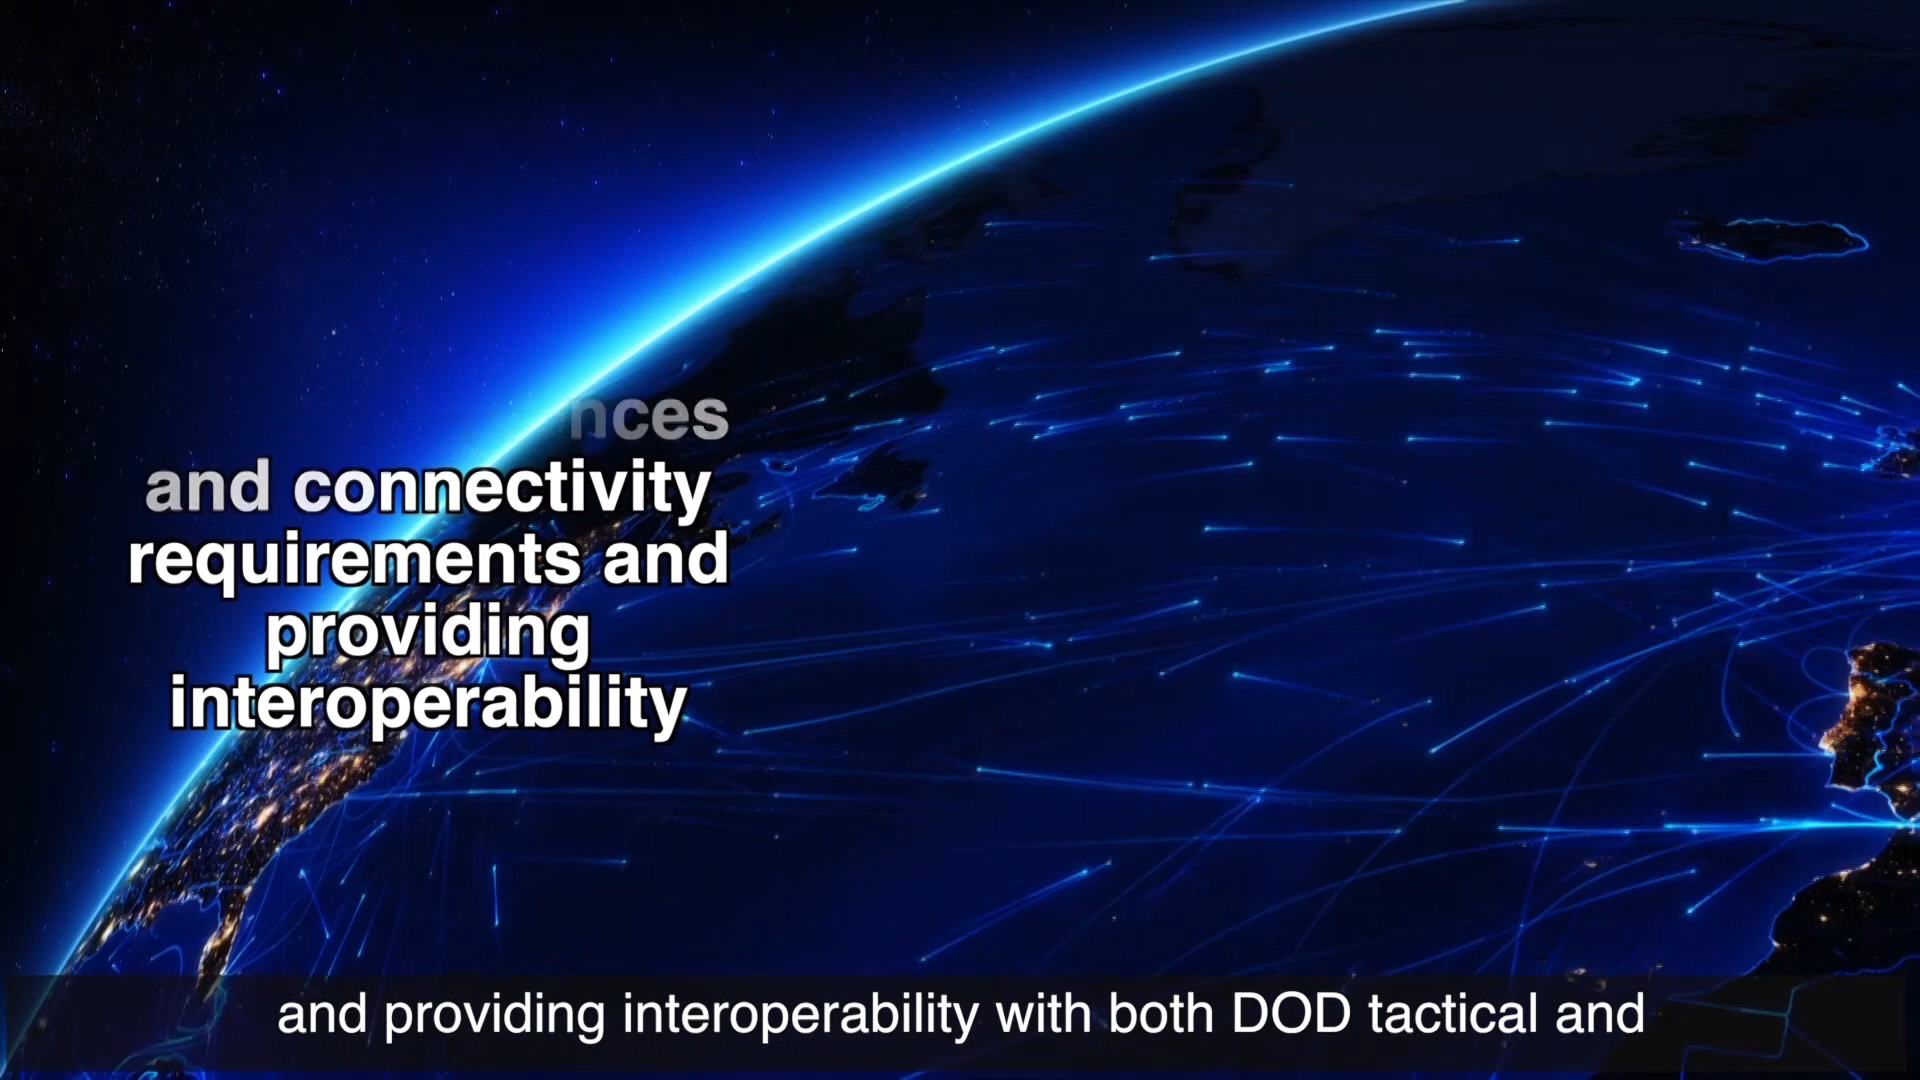 nces
and connectivity
requirements and
providing
interoperability
and providing interoperability with both DOD tactical and